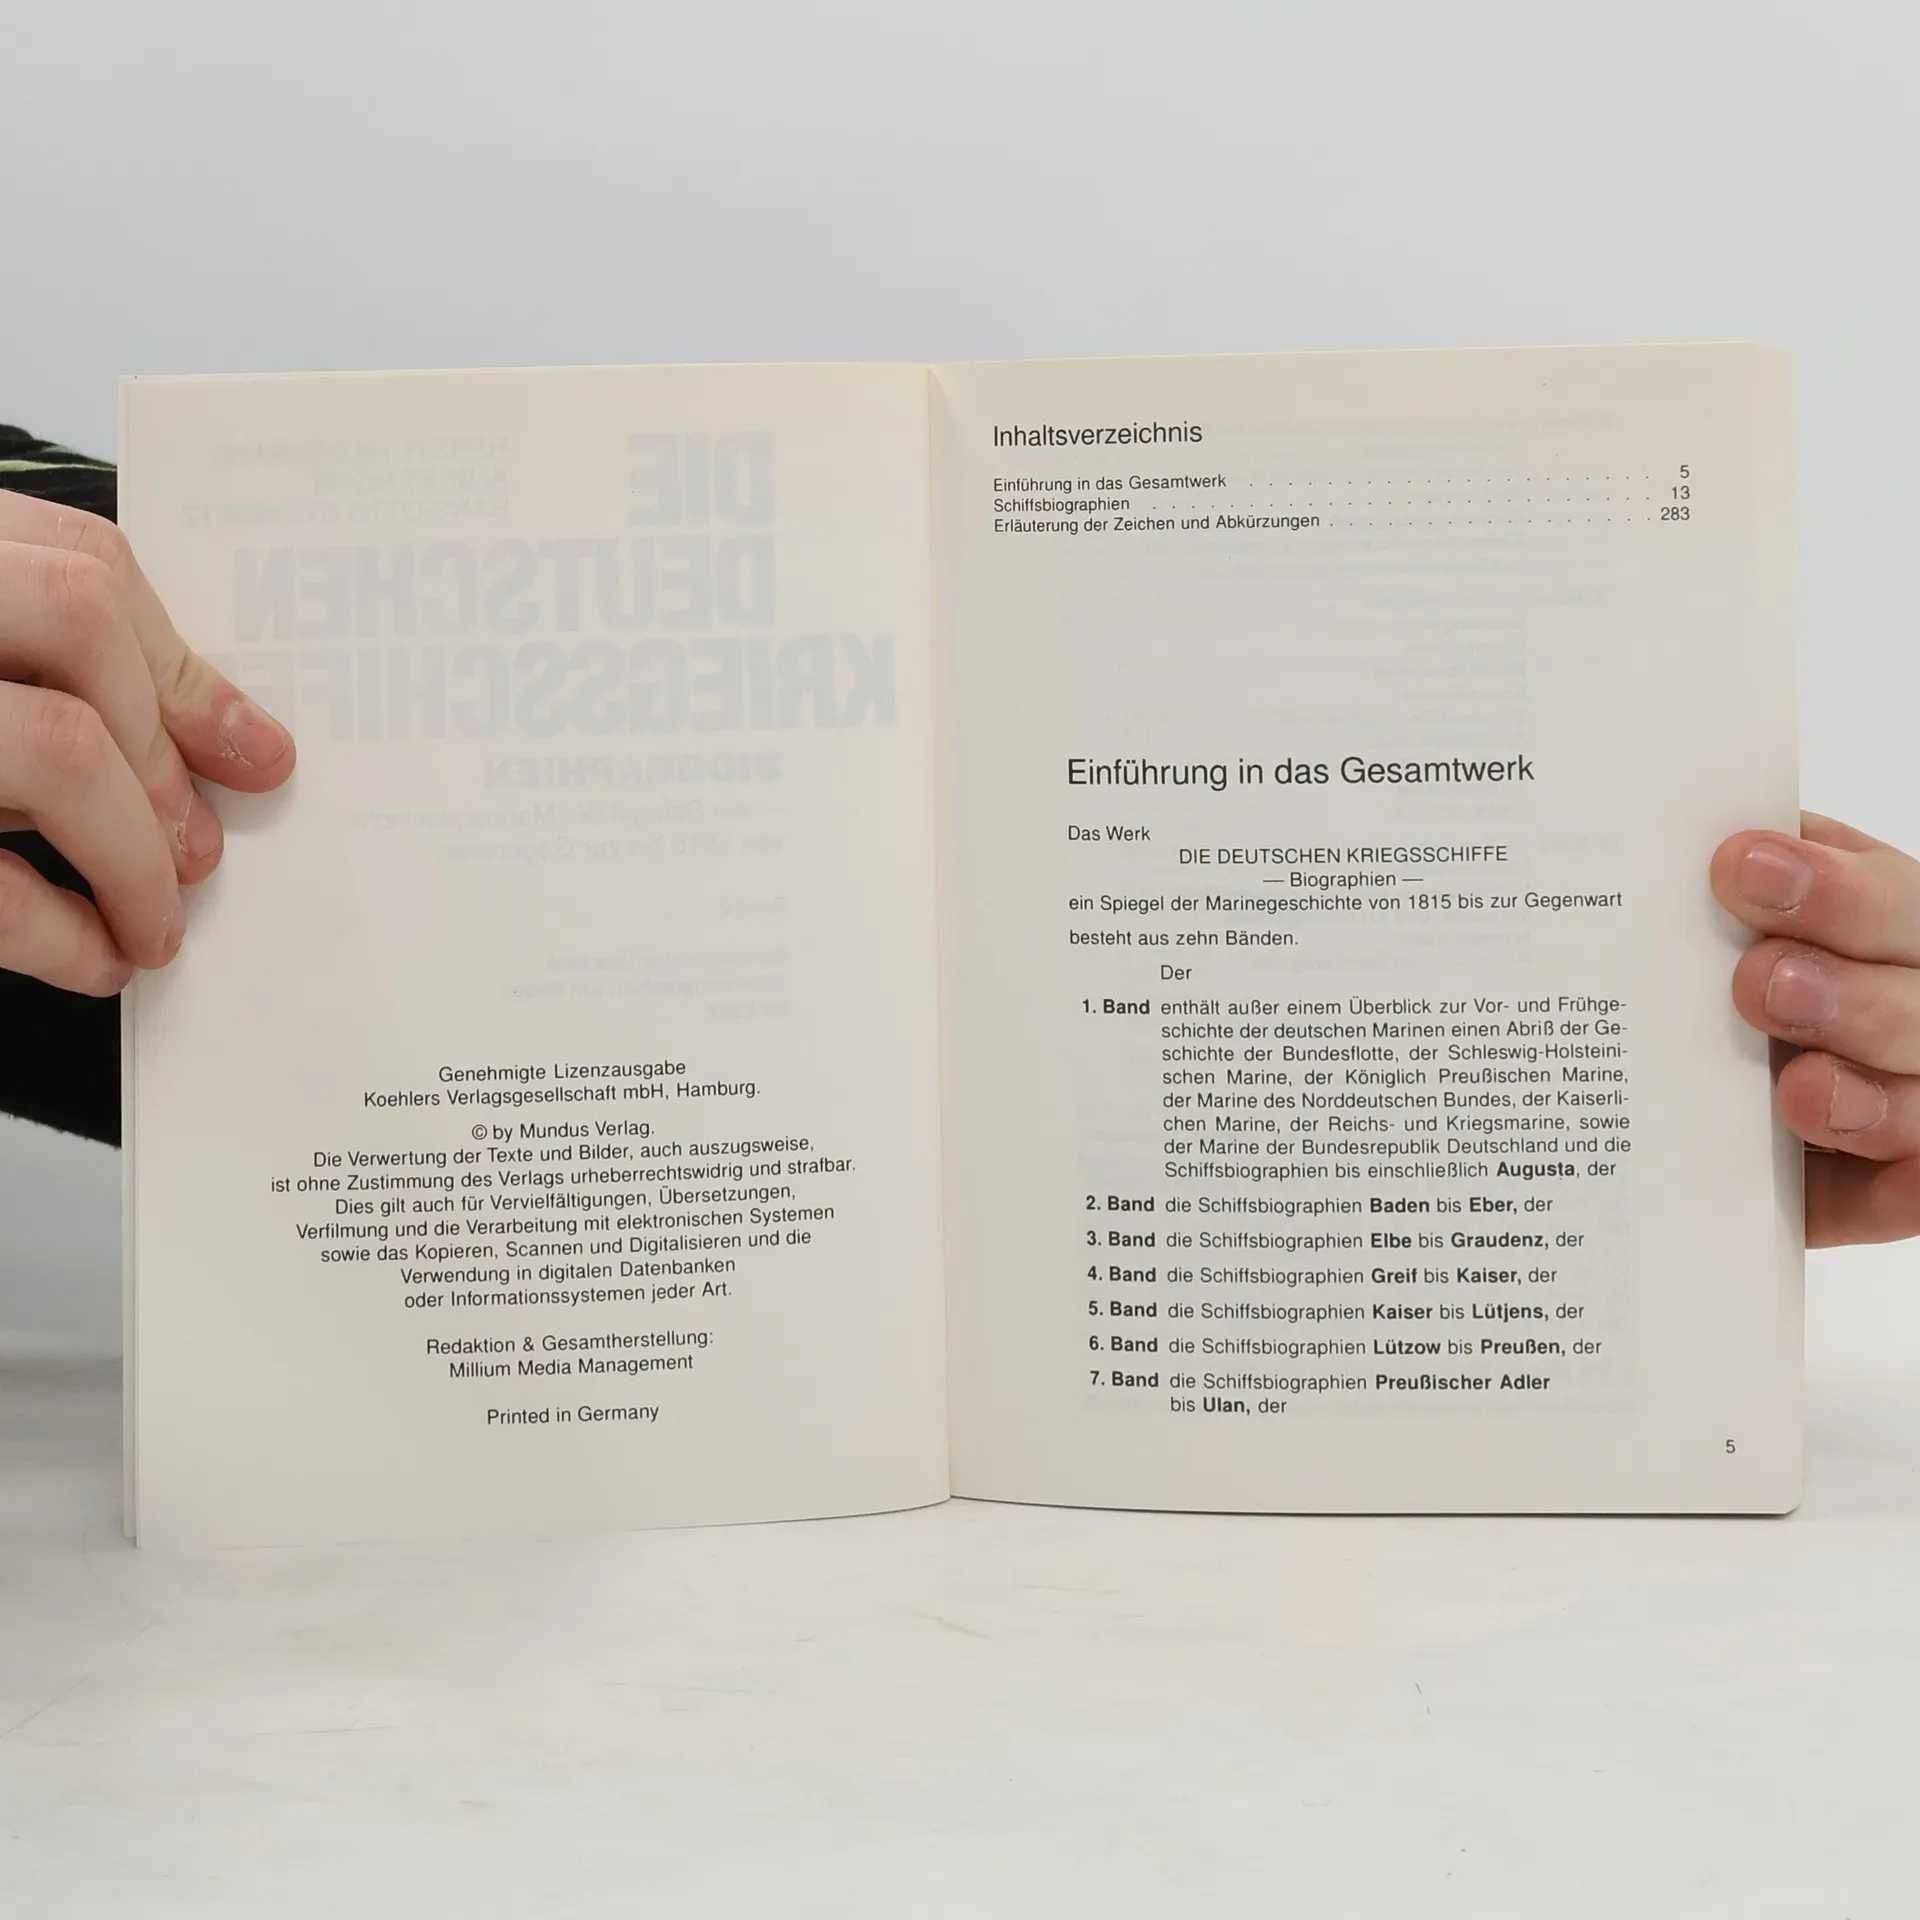 Genehmigte Lizenzausgabe
Koehlers Verlagsgesellschaft mbH, Hamburg.
© by Mundus Verlag.
Die Verwertung der Texte und Bilder, auch auszugsweise,
ist ohne Zustimmung des Verlags urheberrechtswidrig und strafbar.
Dies gilt auch für Vervielfältigungen, Übersetzungen,
Verfilmung und die Verarbeitung mit elektronischen Systemen
sowie das Kopieren, Scannen und Digitalisieren und die
Verwendung in digitalen Datenbanken
oder Informationssystemen jeder Art.
Redaktion & Gesamtherstellung:
Millium Media Management
Printed in Germany
Inhaltsverzeichnis
Einführung in das Gesamtwerk . . . . . . . . . . . . . . . . . . 5
Schiffsbiographien . . . . . . . . . . . . . . . . . . . . . . 13
Erläuterung der Zeichen und Abkürzungen . . . . . . . . . . . . . . 283
Einführung in das Gesamtwerk
Das Werk
DIE DEUTSCHEN KRIEGSSCHIFFE
— Biographien —
ein Spiegel der Marinegeschichte von 1815 bis zur Gegenwart
besteht aus zehn Bänden.
Der
1. Band enthält außer einem Überblick zur Vor- und Frühge-
schichte der deutschen Marinen einen Abriß der Ge-
schichte der Bundesflotte, der Schleswig-Holsteini-
schen Marine, der Königlich Preußischen Marine,
der Marine des Norddeutschen Bundes, der Kaiserli-
chen Marine, der Reichs- und Kriegsmarine, sowie
der Marine der Bundesrepublik Deutschland und die
Schiffsbiographien bis einschließlich Augusta, der
2. Band die Schiffsbiographien Baden bis Eber, der
3. Band die Schiffsbiographien Elbe bis Graudenz, der
4. Band die Schiffsbiographien Greif bis Kaiser, der
5. Band die Schiffsbiographien Kaiser bis Lütjens, der
6. Band die Schiffsbiographien Lützow bis Preußen, der
7. Band die Schiffsbiographien Preußischer Adler
bis Ulan, der
5